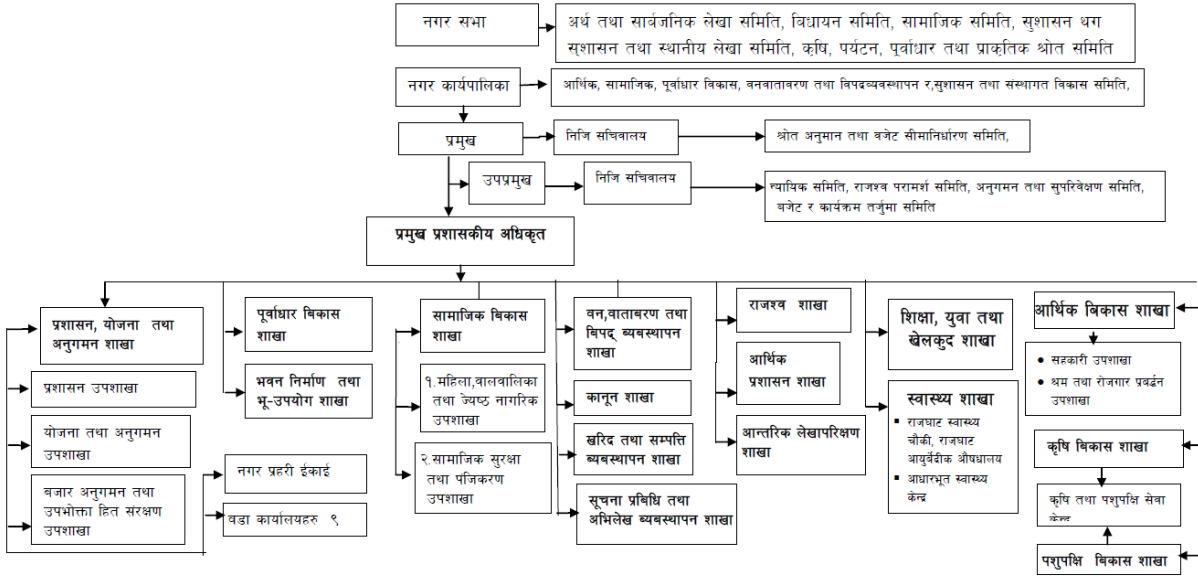 नगर सभा
अर्थ तथा सार्वजनिक लेखा समिति, विधायन समिति, सामाजिक समिति, सुशासन थग
सुशासन तथा स्थानीय लेखा समिति, कृषि, पर्यटन, पूर्वाधार तथा प्राकृतिक श्रोत समिति
नगर कार्यपालिका
आर्थिक, सामाजिक, पूर्वाधार विकास, वनवातावरण तथा विपद्व्यवस्थापन र,सुशासन तथा संस्थागत विकास समिति,
प्रमुख
निजि सचिवालय
श्रोत अनुमान तथा वजेट सीमानिर्धारण समिति,
उपप्रमुख
निजि सचिवालय
न्यायिक समिति, राजश्व परामर्श समिति, अनुगमन तथा सुपरिवेक्षण समिति,
बजेट र कार्यक्रम तर्जुमा समिति
प्रमुख प्रशासकीय अधिकृत
प्रशासन, योजना तथा
अनुगमन शाखा
प्रशासन उपशाखा
योजना तथा अनुगमन
उपशाखा
बजार अनुगमन तथा
उपभोक्ता हित संरक्षण
उपशाखा
पूर्वाधार बिकास
शाखा
भवन निर्माण तथा
भू-उपयोग शाखा
नगर प्रहरी ईकाई
वडा कार्यालयहरु ९
सामाजिक बिकास
शाखा
१.महिला,वालवालिका
तथा ज्येष्ठ नागरिक
उपशाखा
२.सामाजिक सुरक्षा
तथा पंजिकरण
उपशाखा
वन,वाताबरण तथा
बिपद ब्यबस्थापन
शाखा
कानून शाखा
खरिद तथा सम्पत्ति
ब्यबस्थापन शाखा
सूचना प्रबिधि तथा
अभिलेख ब्यबस्थापन शाखा
राजश्व शाखा
आर्थिक
प्रशासन शाखा
आन्तरिक लेखापरिक्षण
शाखा
शिक्षा, युवा तथा
खेलकुद शाखा
स्वास्थ्य शाखा
▪ राजघाट स्वास्थ्य
चौकी, राजघाट
आयुर्बेदीक औषधालय
▪ आधारभूत स्वास्थ्य
केन्द्र
आर्थिक बिकास शाखा
• सहकारी उपशाखा
• श्रम तथा रोजगार प्रबर्द्धन
उपशाखा
कृषि बिकास शाखा
कृषि तथा पशुपक्षि सेवा
केन्द्र
पशुपक्षि बिकास शाखा